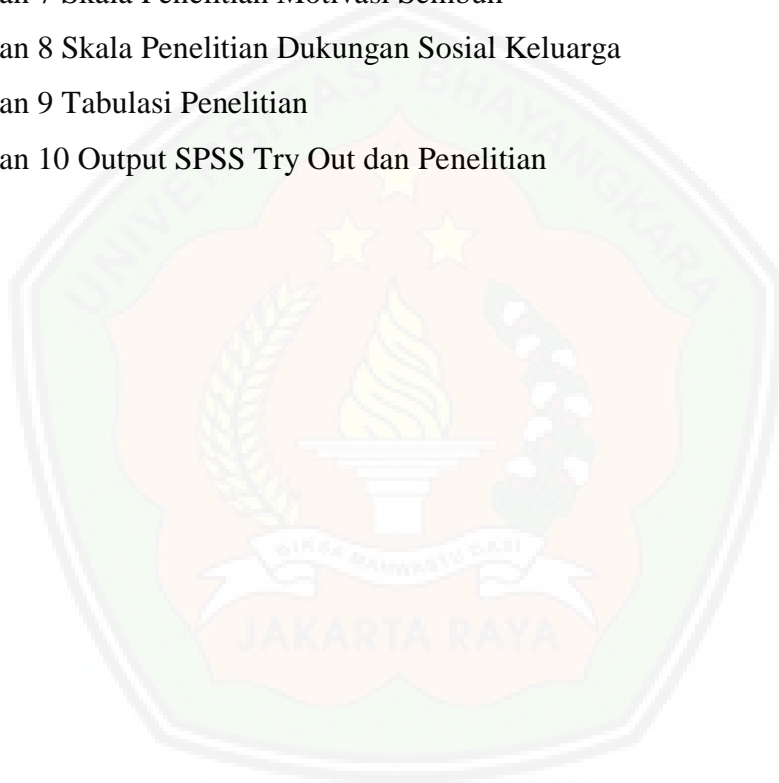 an 7 Skala Penelitian Motivasi Sembuh
an 8 Skala Penelitian Dukungan Sosial Keluarga
an 9 Tabulasi Penelitian
an 10 Output SPSS Try Out dan Penelitian
UNIVERSITAS BHAYANGKARA
JAKARTA RAYA